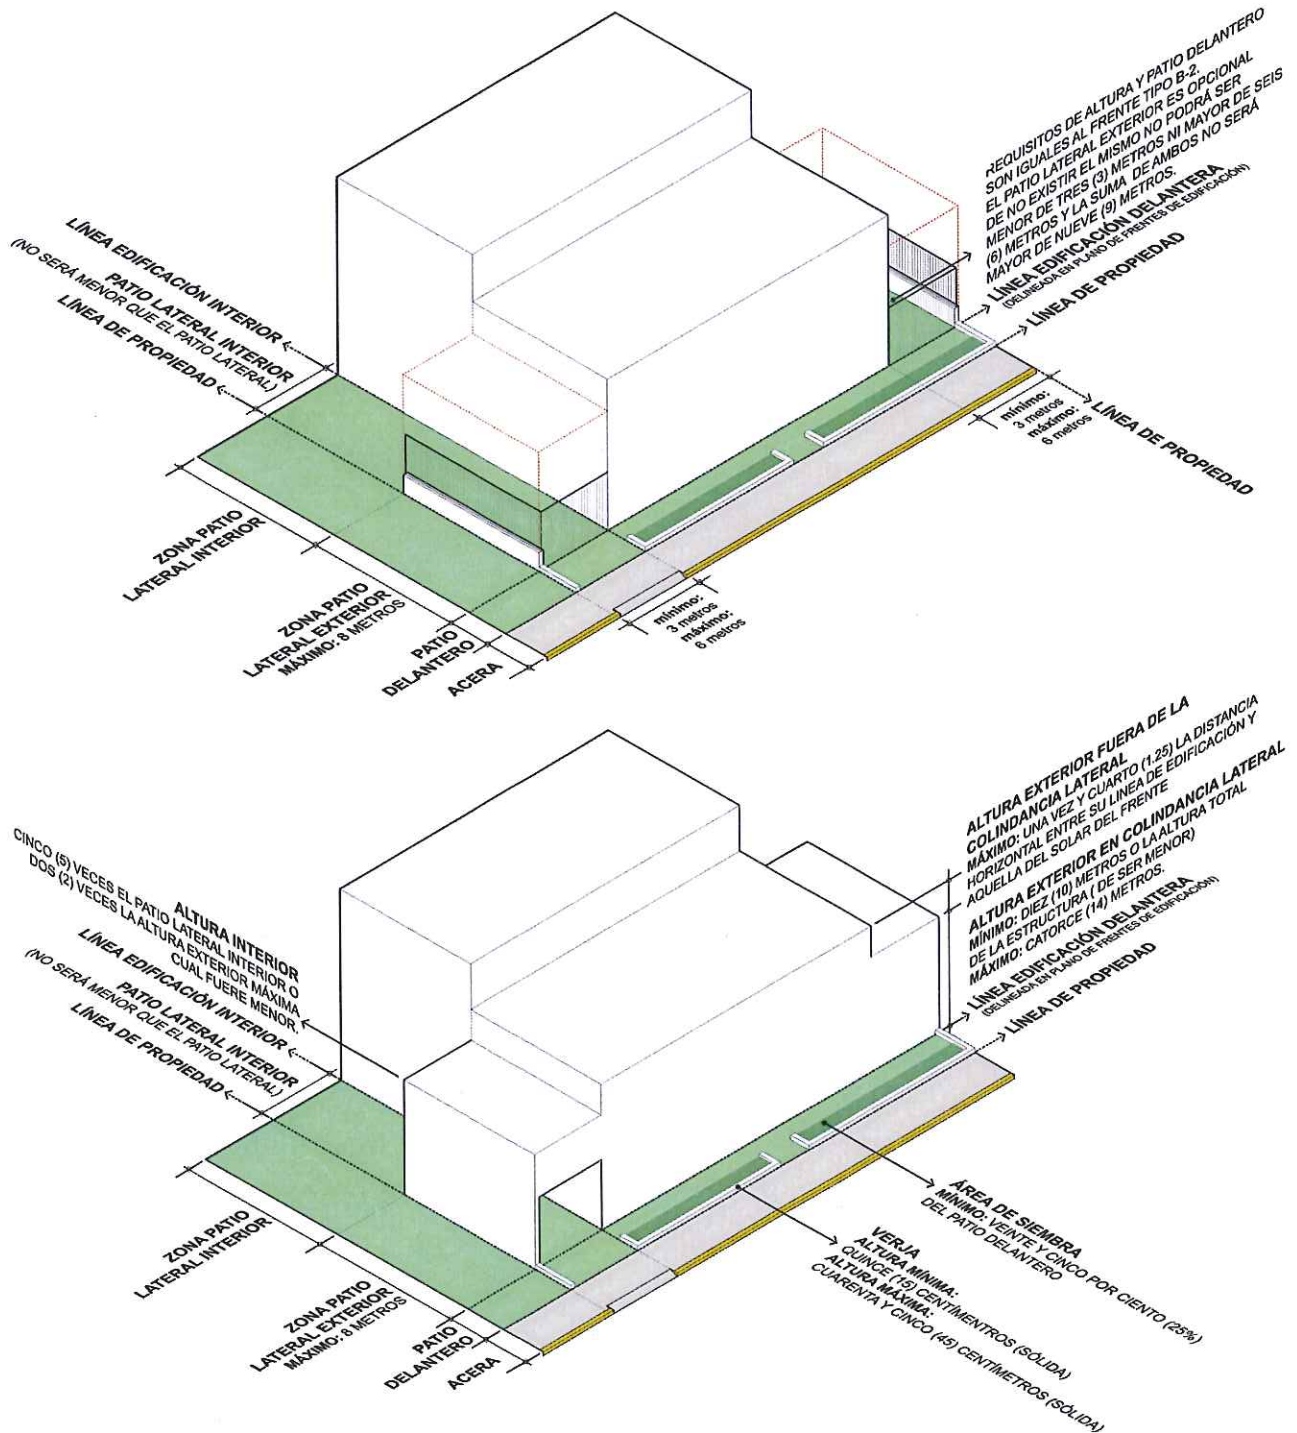 REQUISITOS DE ALTURA Y PATIO DELANTERO
SON IGUALES AL FRENTE TIPO B-2.
EL PATIO LATERAL EXTERIOR ES OPCIONAL
DE NO EXISTIR EL MISMO NO PODRÁ SER
MENOR DE TRES (3) METROS NI MAYOR DE SEIS
(6) METROS Y LA SUMA DE AMBOS NO SERÁ
MAYOR DE NUEVE (9) METROS.
LÍNEA EDIFICACIÓN DELANTERA
(DELINEADA EN PLANO DE FRENTES DE EDIFICACIÓN)
LÍNEA DE PROPIEDAD
LÍNEA DE PROPIEDAD
mínimo:
3 metros
máximo:
6 metros
LÍNEA EDIFICACIÓN INTERIOR
PATIO LATERAL INTERIOR
(NO SERÁ MENOR QUE EL PATIO LATERAL)
LÍNEA DE PROPIEDAD
ZONA PATIO
LATERAL INTERIOR
ZONA PATIO
LATERAL EXTERIOR
MÁXIMO: 8 METROS
PATIO
DELANTERO
ACERA
mínimo:
3 metros
máximo:
6 metros
ALTURA EXTERIOR FUERA DE LA
COLINDANCIA LATERAL
MÁXIMO: UNA VEZ Y CUARTO (1.25) LA DISTANCIA
HORIZONTAL ENTRE SU LINEA DE EDIFICACIÓN Y
AQUELLA DEL SOLAR DEL FRENTE
ALTURA EXTERIOR EN COLINDANCIA LATERAL
MÍNIMO: DIEZ (10) METROS O LA ALTURA TOTAL
DE LA ESTRUCTURA ( DE SER MENOR)
MÁXIMO: CATORCE (14) METROS.
LÍNEA EDIFICACIÓN DELANTERA
(DELINEADA EN PLANO DE FRENTES DE EDIFICACIÓN)
LÍNEA DE PROPIEDAD
ALTURA INTERIOR
CINCO (5) VECES EL PATIO LATERAL INTERIOR O
DOS (2) VECES LA ALTURA EXTERIOR MÁXIMA
CUAL FUERE MENOR.
LÍNEA EDIFICACIÓN INTERIOR
PATIO LATERAL INTERIOR
(NO SERÁ MENOR QUE EL PATIO LATERAL)
LÍNEA DE PROPIEDAD
ZONA PATIO
LATERAL INTERIOR
ZONA PATIO
LATERAL EXTERIOR
MÁXIMO: 8 METROS
PATIO
DELANTERO
ACERA
ÁREA DE SIEMBRA
MÍNIMO: VEINTE Y CINCO POR CIENTO (25%)
DEL PATIO DELANTERO
VERJA
ALTURA MÍNIMA:
QUINCE (15) CENTÍMENTROS (SÓLIDA)
ALTURA MÁXIMA:
CUARENTA Y CINCO (45) CENTÍMETROS (SÓLIDA)